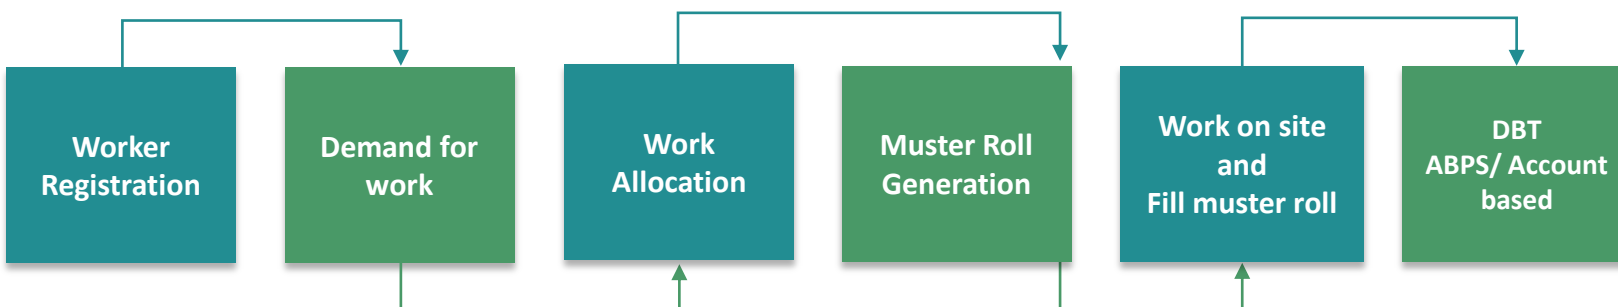 Worker
Registration
Demand for
work
Work
Allocation
Muster Roll
Generation
Work on site
and
Fill muster roll
DBT
ABPS/ Account
based